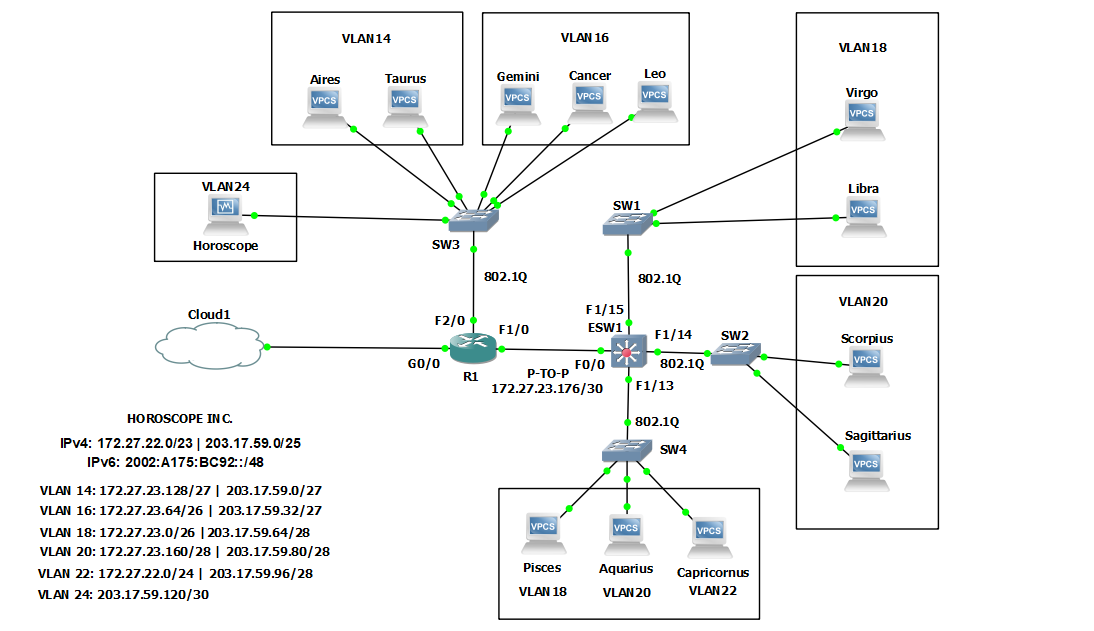 VLAN14
VLAN16
VLAN18
Aires
Taurus
Gemini
Cancer
Leo
Virgo
VPCS
VPCS
VPCS
VPCS
VPCS
VPCS
VLAN24
Libra
VPCS
Horoscope
SW3
SW1
802.1Q
802.1Q
VLAN20
Cloud1
F2/0
F1/0
F1/15
ESW1
F1/14
SW2
Scorpius
VPCS
G0/0
R1
P-TO-P
F0/0
802.1Q
172.27.23.176/30
F1/13
HOROSCOPE INC.
802.1Q
IPv4: 172.27.22.0/23 | 203.17.59.0/25
IPv6: 2002:A175:BC92::/48
SW4
Sagittarius
VPCS
VLAN 14: 172.27.23.128/27 | 203.17.59.0/27
VLAN 16: 172.27.23.64/26 | 203.17.59.32/27
VLAN 18: 172.27.23.0/26 |203.17.59.64/28
VLAN 20: 172.27.23.160/28 | 203.17.59.80/28
VLAN 22: 172.27.22.0/24 | 203.17.59.96/28
VLAN 24: 203.17.59.120/30
VPCS
VPCS
VPCS
Pisces
Aquarius
Capricornus
VLAN18
VLAN20
VLAN22